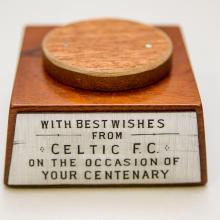 WITH BEST WISHES
FROM
CELTIC F.C.
ON THE OCCASION OF
YOUR CENTENARY